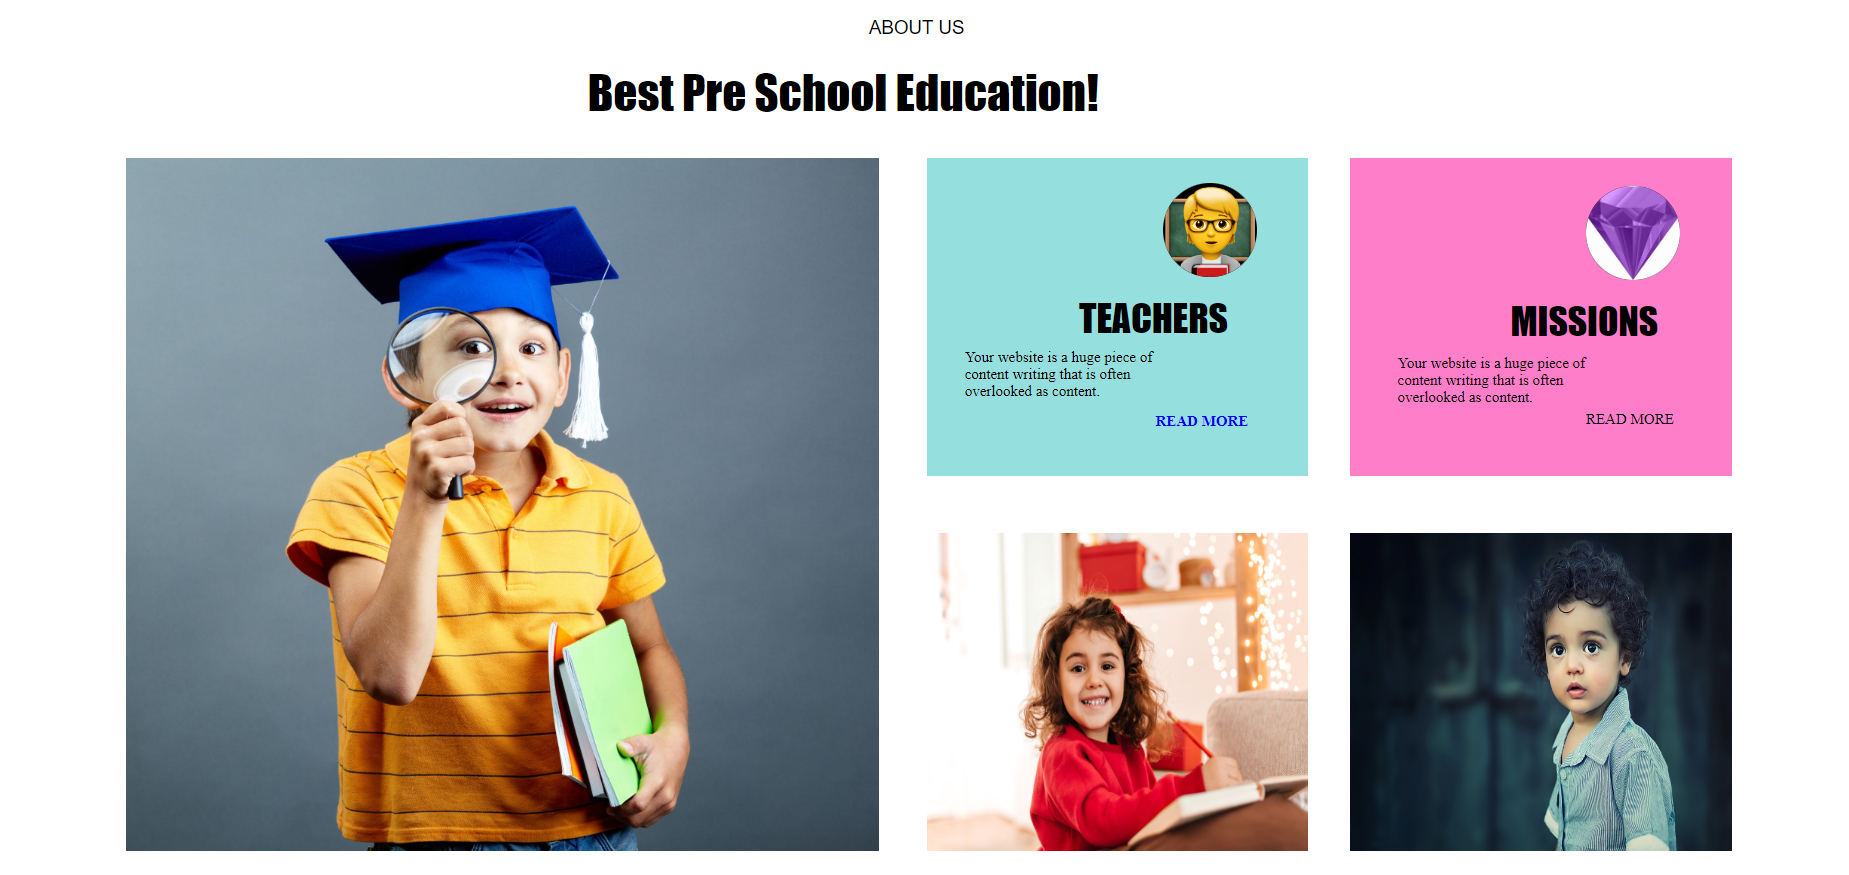 ABOUT US
Best Pre School Education!
TEACHERS
Your website is a huge piece of
content writing that is often
overlooked as content.
READ MORE
MISSIONS
Your website is a huge piece of
content writing that is often
overlooked as content.
READ MORE